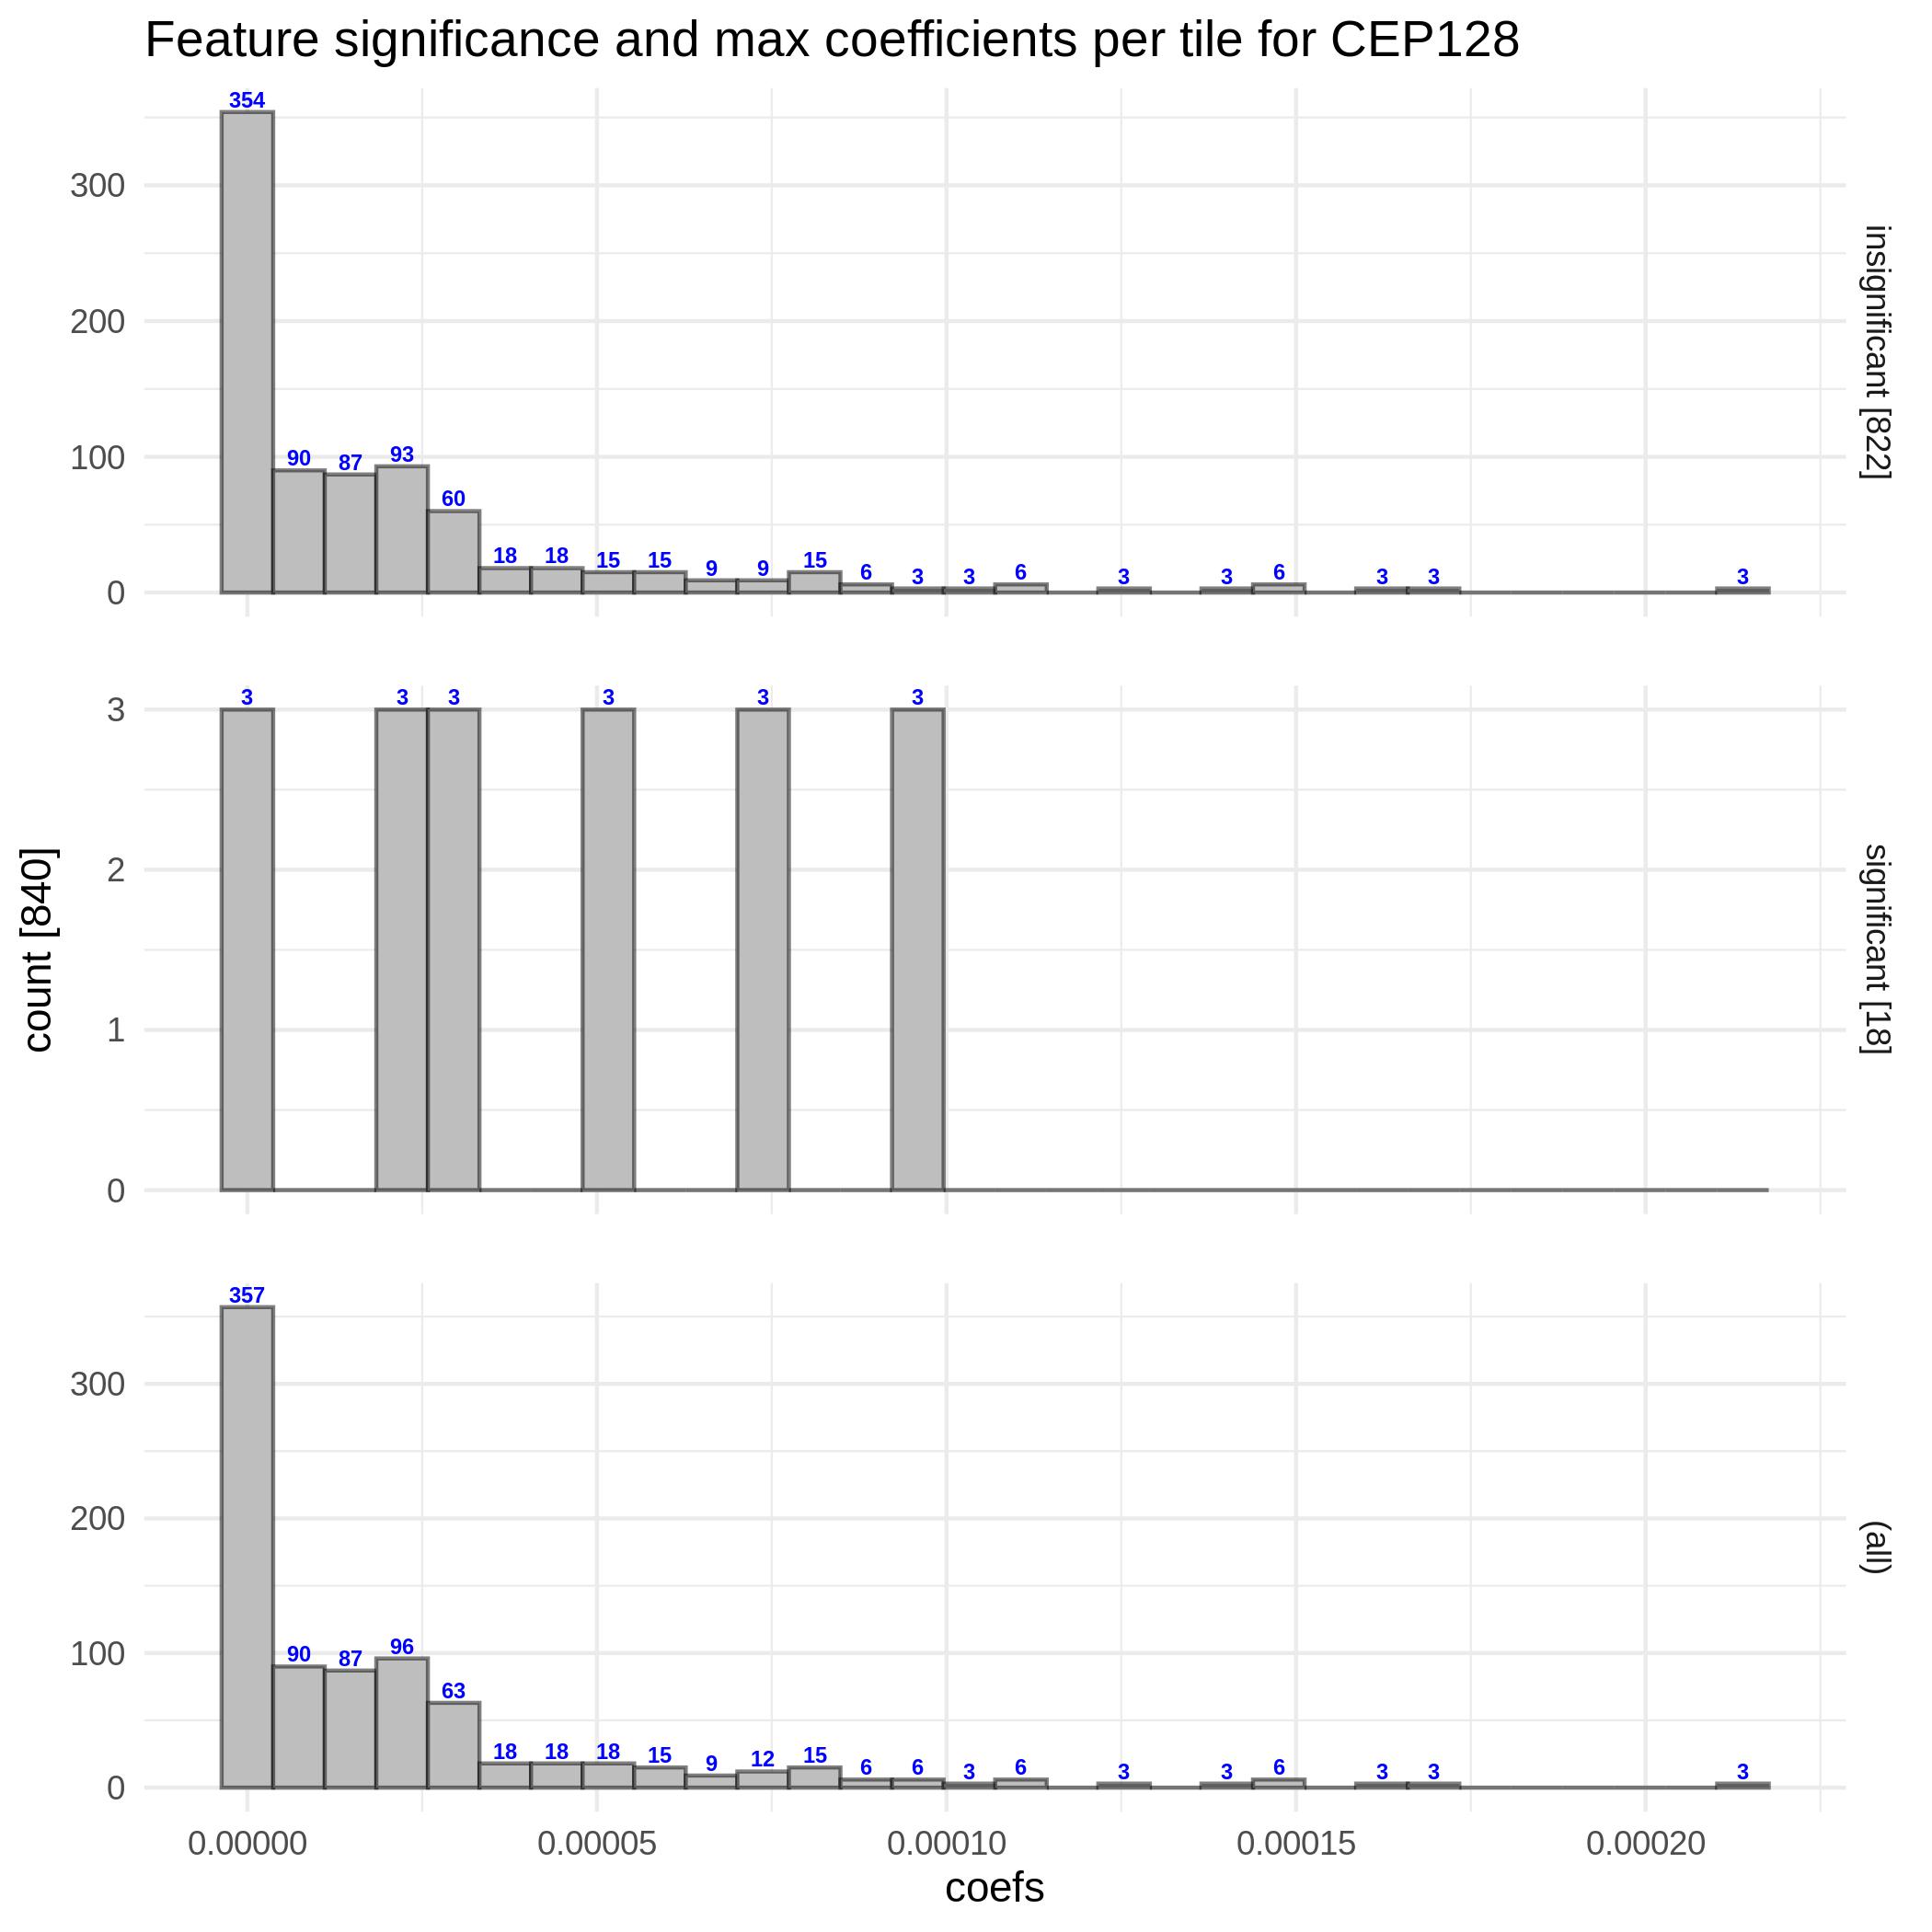 Feature significance and max coefficients per tile for CEP128
354
300
200
100
0
90 87 93 60 18 18 15 15 9 9 15 6 3 3 6 3 3 6 3 3 3
insignificant [822]
3 3 3 3 3 3
3
2
1
0
significant [18]
count [840]
357
300
200
100
0
90 87 96 63 18 18 18 15 9 12 15 6 6 3 6 3 3 6 3 3 3
(all)
0.00000 0.00005 0.00010 0.00015 0.00020
coefs